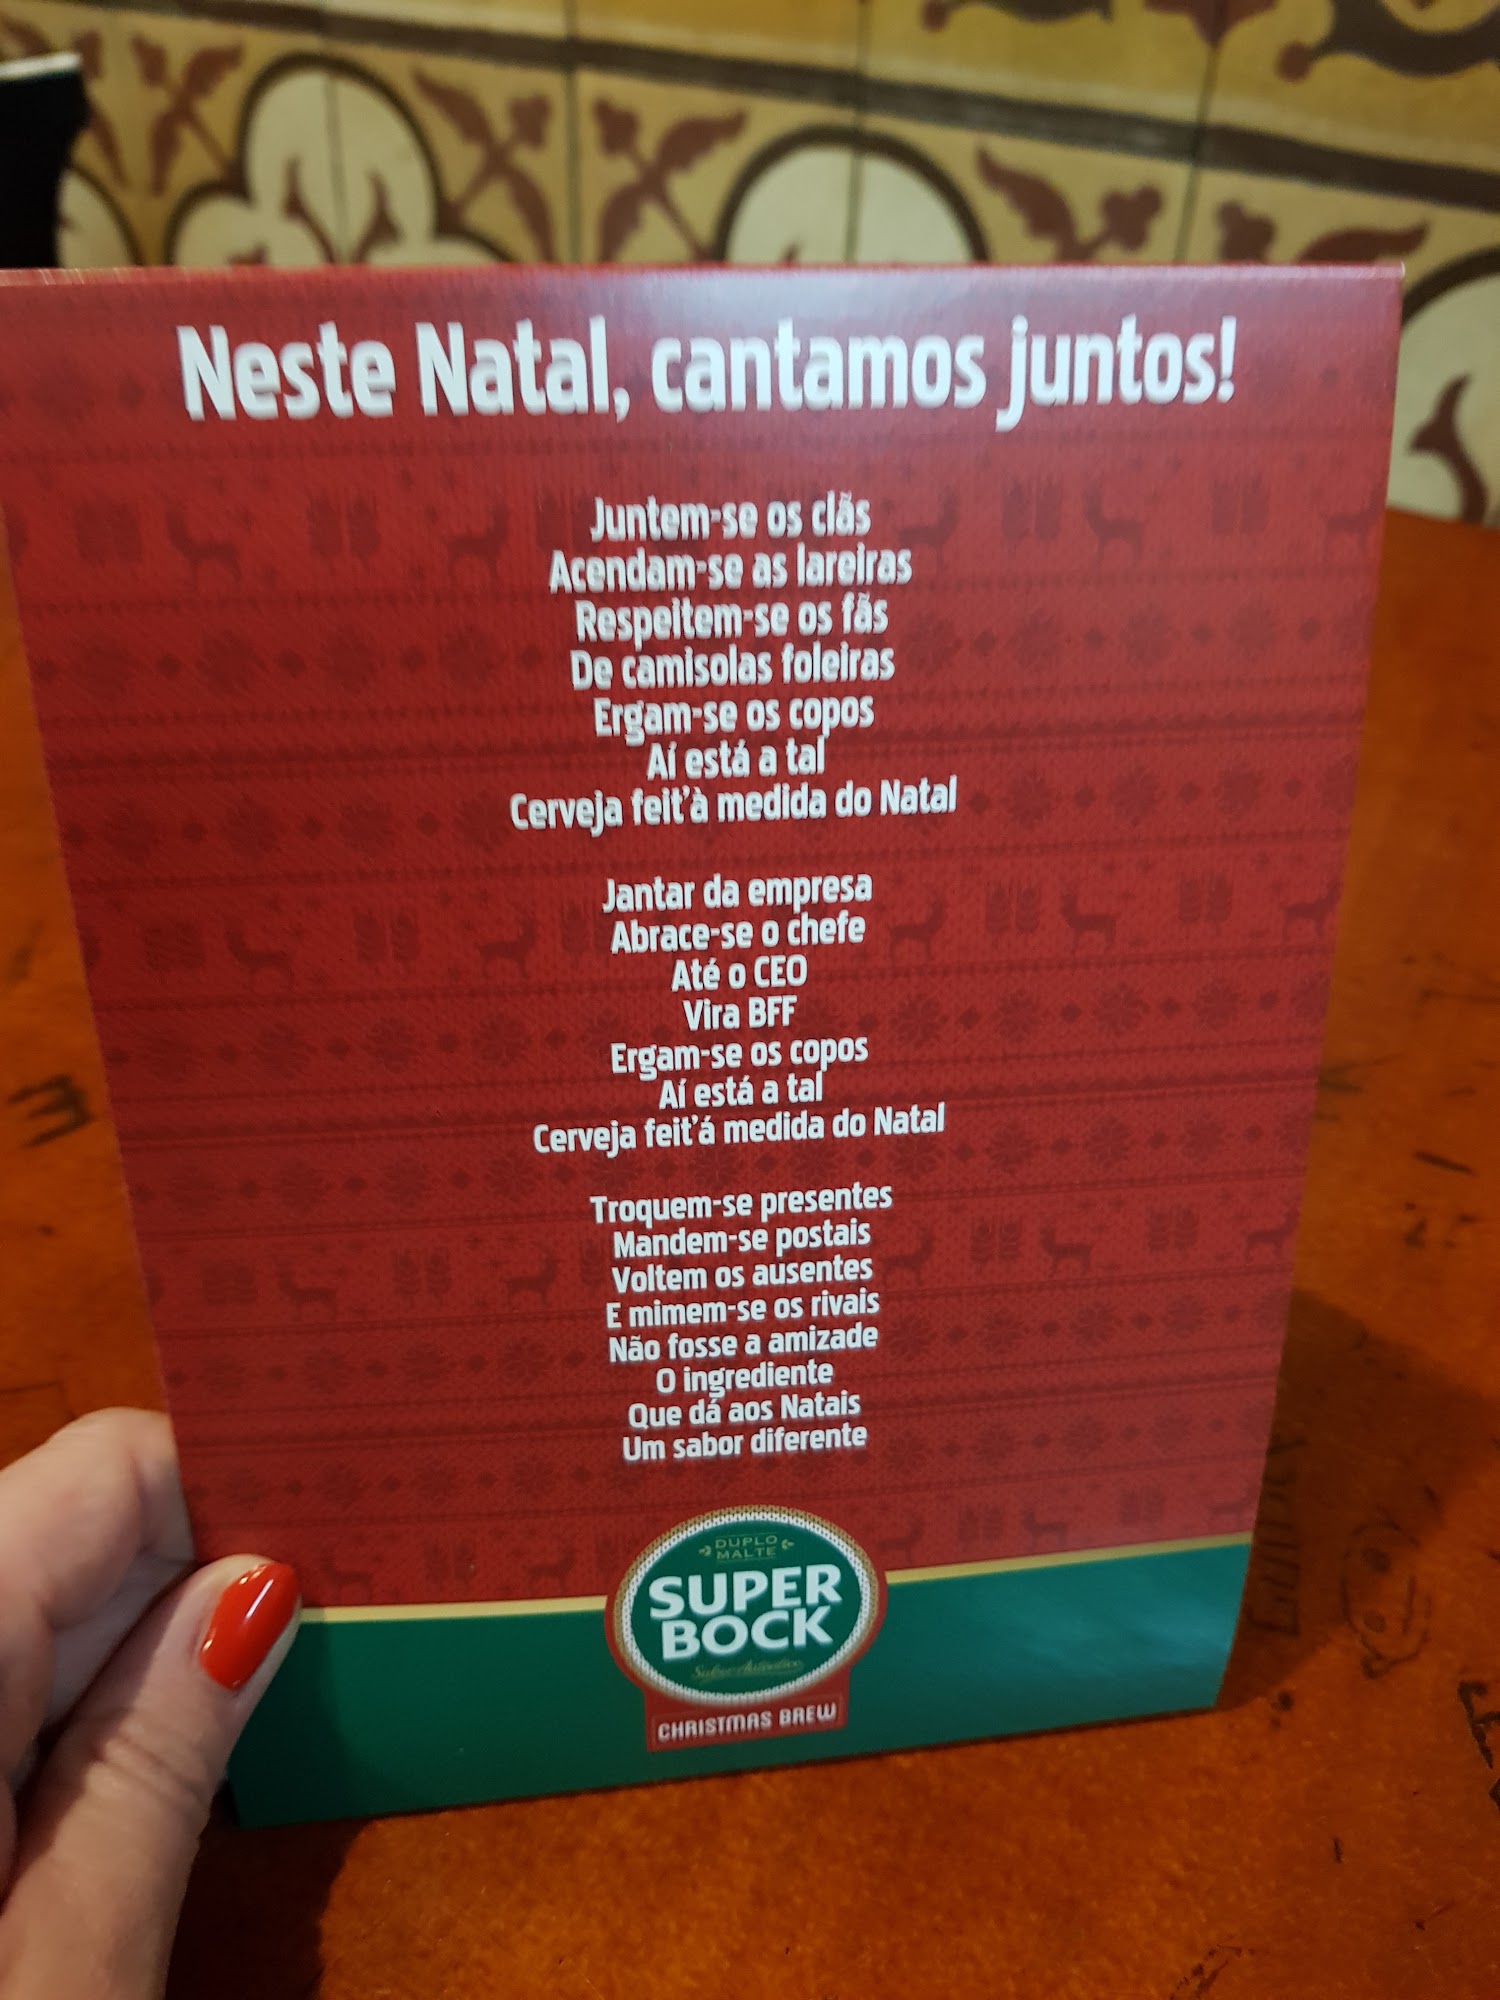 Neste Natal, cantamos juntos!
Juntem-se os clãs
Acendam-se as lareiras
Respeitem-se os fãs
De camisolas foleiras
Ergam-se os copos
Aí está a tal
Cerveja feit'à medida do Natal
Jantar da empresa
Abrace-se o chefe
Até o CEO
Vira BFF
Ergam-se os copos
Aí está a tal
Cerveja feit'á medida do Natal
Troquem-se presentes
Mandem-se postais
Voltem os ausentes
E mimem-se os rivais
Não fosse a amizade
O ingrediente
Que dá aos Natais
Um sabor diferente
DUPLO
MALTE
SUPER
BOCK
Sabor Autêntico
CHRISTMAS BREW